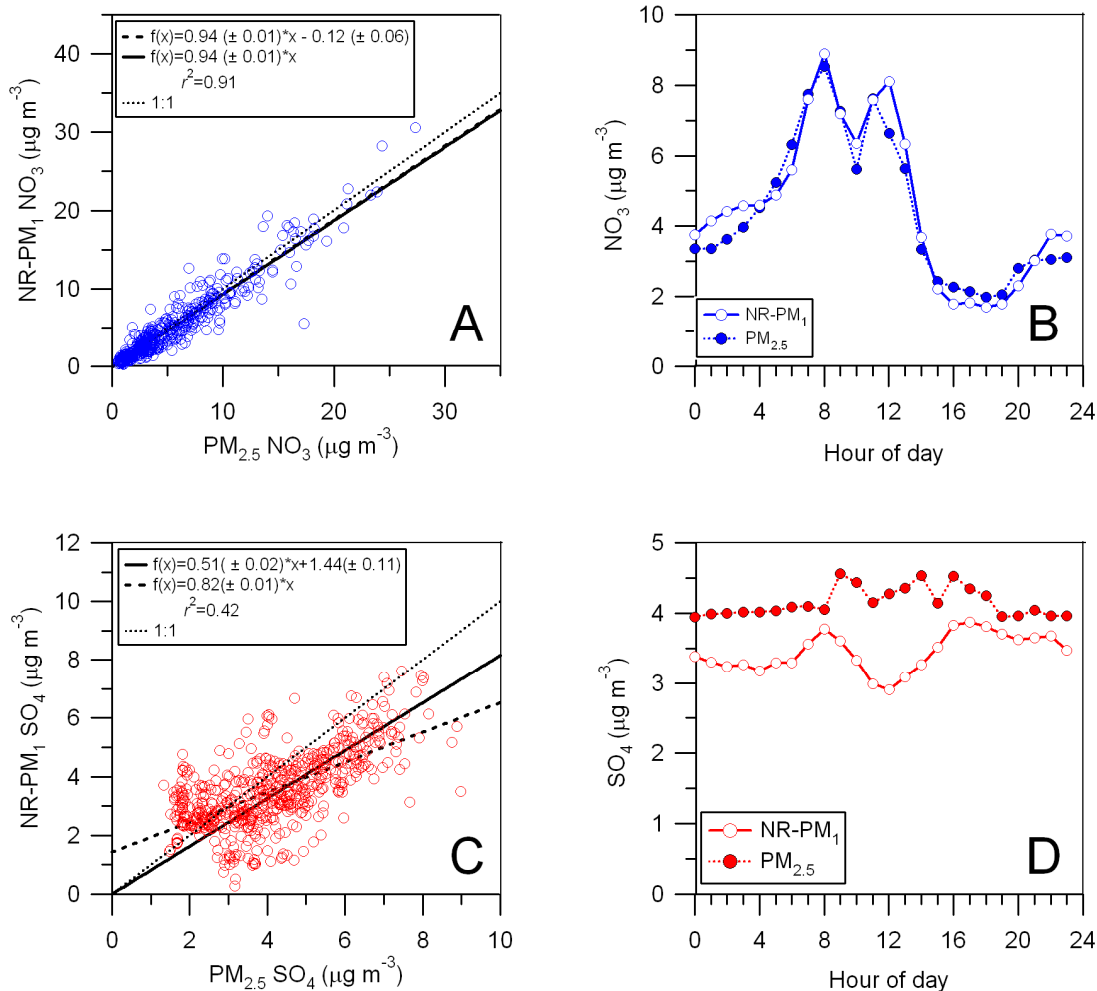 f(x)=0.94 (± 0.01)*x - 0.12 (± 0.06)
f(x)=0.94 (± 0.01)*x
r²=0.91
1:1
40
30
20
10
0
NR-PM₁ NO₃ (µg m⁻³)
0 10 20 30
PM₂.₅ NO₃ (µg m⁻³)
A
10
8
6
4
2
0
NO₃ (µg m⁻³)
NR-PM₁
PM₂.₅
B
0 4 8 12 16 20 24
Hour of day
12
10
8
6
4
2
0
NR-PM₁ SO₄ (µg m⁻³)
f(x)=0.51( ± 0.02)*x+1.44(± 0.11)
f(x)=0.82(± 0.01)*x
r²=0.42
1:1
C
0 2 4 6 8 10
PM₂.₅ SO₄ (µg m⁻³)
5
4
3
2
1
0
SO₄ (µg m⁻³)
NR-PM₁
PM₂.₅
D
0 4 8 12 16 20 24
Hour of day